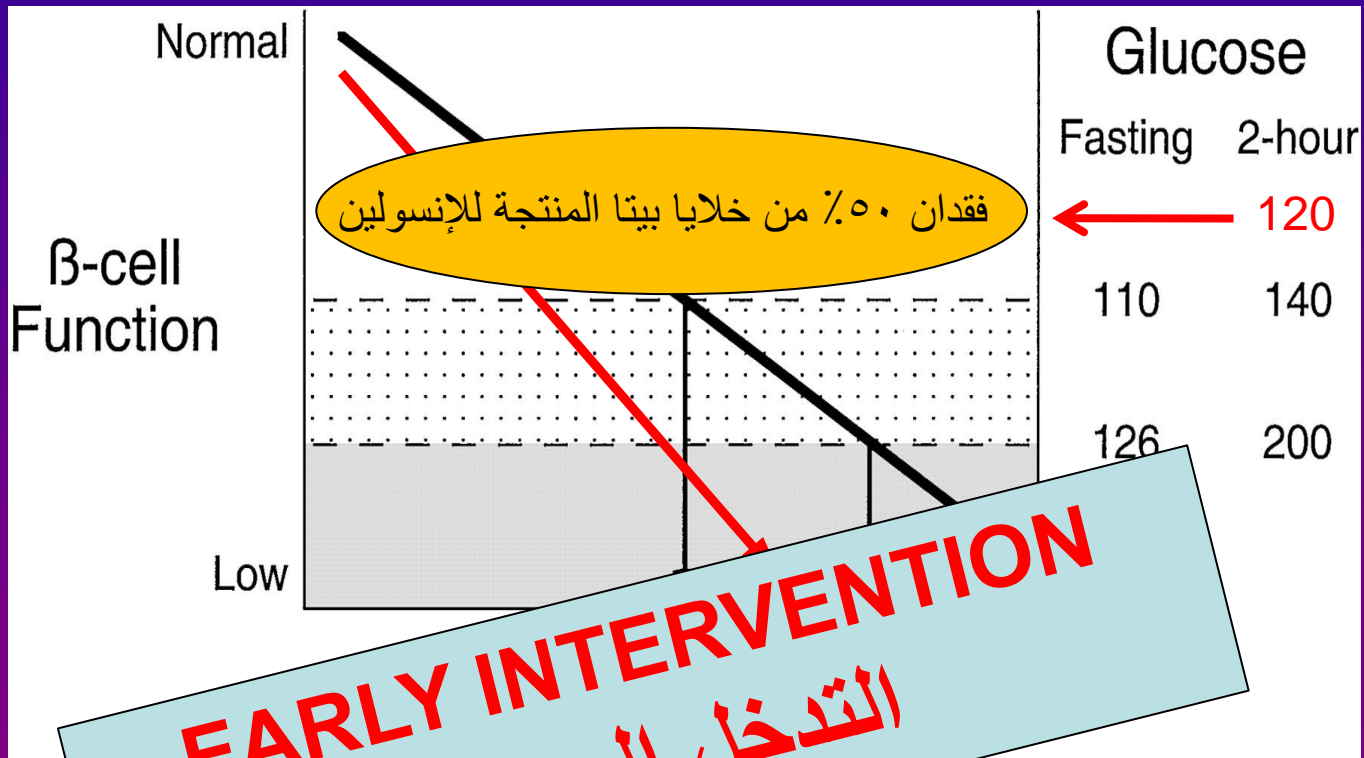 Normal
Glucose
Fasting 2-hour
فقدان ٥٠٪ من خلايا بيتا المنتجة للإنسولين
120
ß-cell
Function
110 140
126 200
Low
EARLY INTERVENTION
التدخل